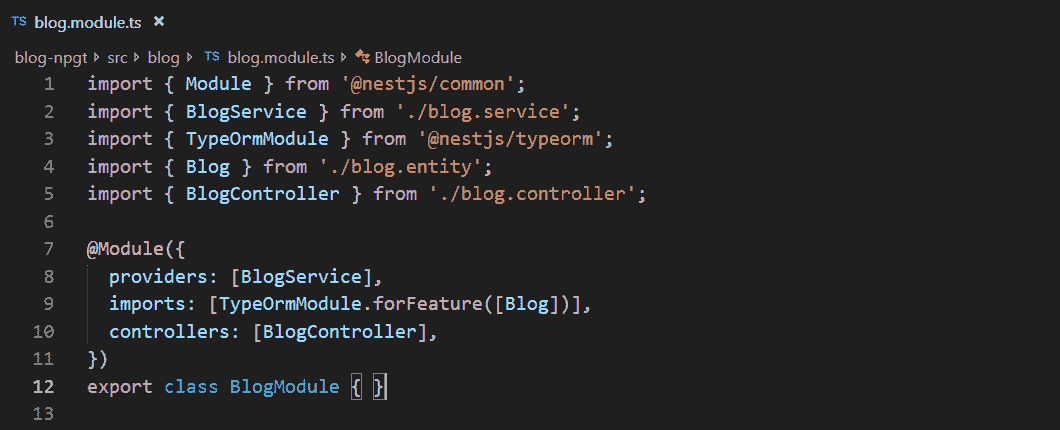 TS blog.module.ts ×
blog-npgt > src > blog > TS blog.module.ts > BlogModule
1 import { Module } from '@nestjs/common';
2 import { BlogService } from './blog.service';
3 import { TypeOrmModule } from '@nestjs/typeorm';
4 import { Blog } from './blog.entity';
5 import { BlogController } from './blog.controller';
6
7 @Module({
8   providers: [BlogService],
9   imports: [TypeOrmModule.forFeature([Blog])],
10   controllers: [BlogController],
11 })
12 export class BlogModule { }
13